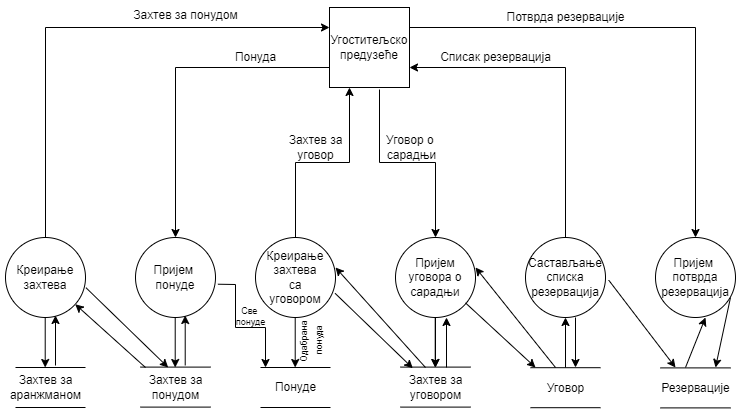 Захтев за понудом
Потврда резервације
Угоститељско
предузеће
Понуда
Списак резервација
Захтев за
уговор
Уговор о
сарадњи
Креирање
захтева
Пријем
понуде
Креирање
захтева
са
уговором
Пријем
уговора о
сарадњи
Састављање
списка
резервација
Пријем
потврда
резервација
Све
понуде
Одабрана
понуда
Захтев за
аранжманом
Захтев за
понудом
Понуде
Захтев за
уговором
Уговор
Резервације